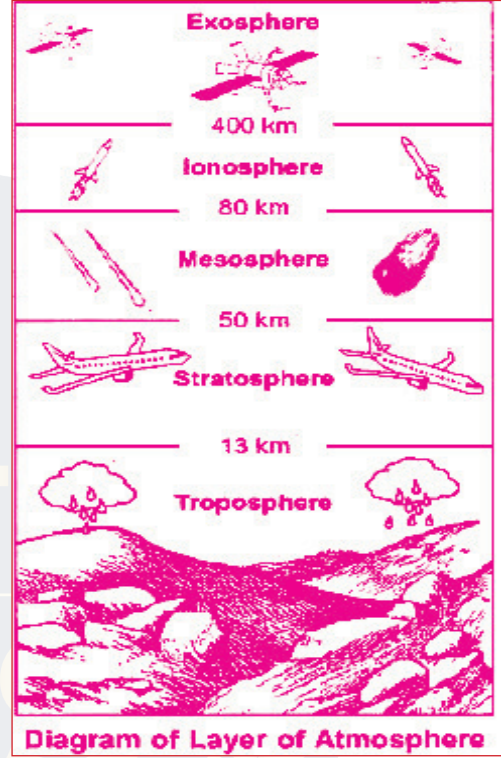 Exosphere
400 km
Ionosphere
80 km
Mesosphere
50 km
Stratosphere
13 km
Troposphere
Diagram of Layer of Atmosphere